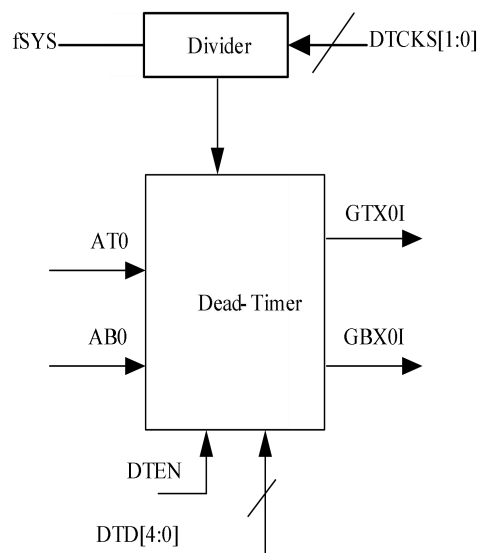 fSYS
Divider
DTCKS[1:0]
AT0
GTX0I
Dead-Timer
AB0
GBX0I
DTEN
DTD[4:0]